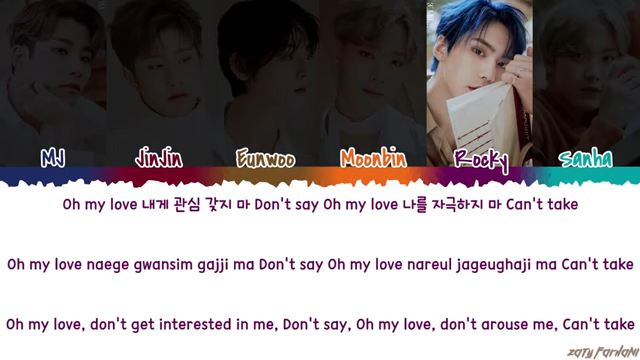 MJ JinJin Eunwoo Moonbin Rocky Sanha
Oh my love 내게 관심 갖지 마 Don't say Oh my love 나를 자극하지 마 Can't take
Oh my love naege gwansim gajji ma Don't say Oh my love nareul jageughaji ma Can't take
Oh my love, don't get interested in me, Don't say, Oh my love, don't arouse me, Can't take
Zaty Farhani